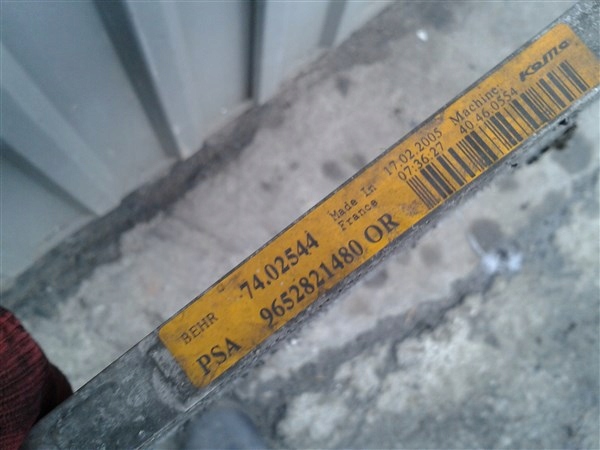 BEHR 74.02544 Made In 17.02.2005 Machine: KoMo
France 07:36:27 40.46.0554
PSA 9652821480 OR